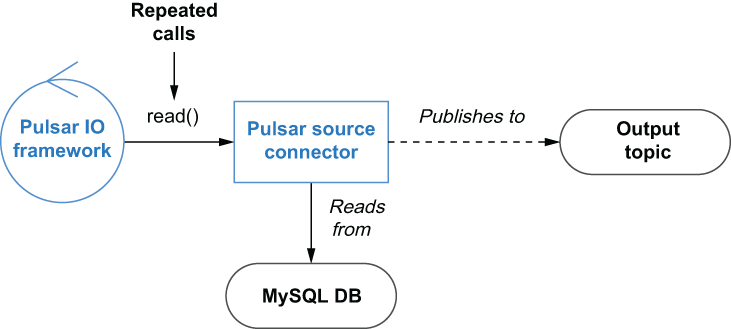 Repeated
calls
Pulsar IO
framework
read()
Pulsar source
connector
Publishes to
Output
topic
Reads
from
MySQL DB